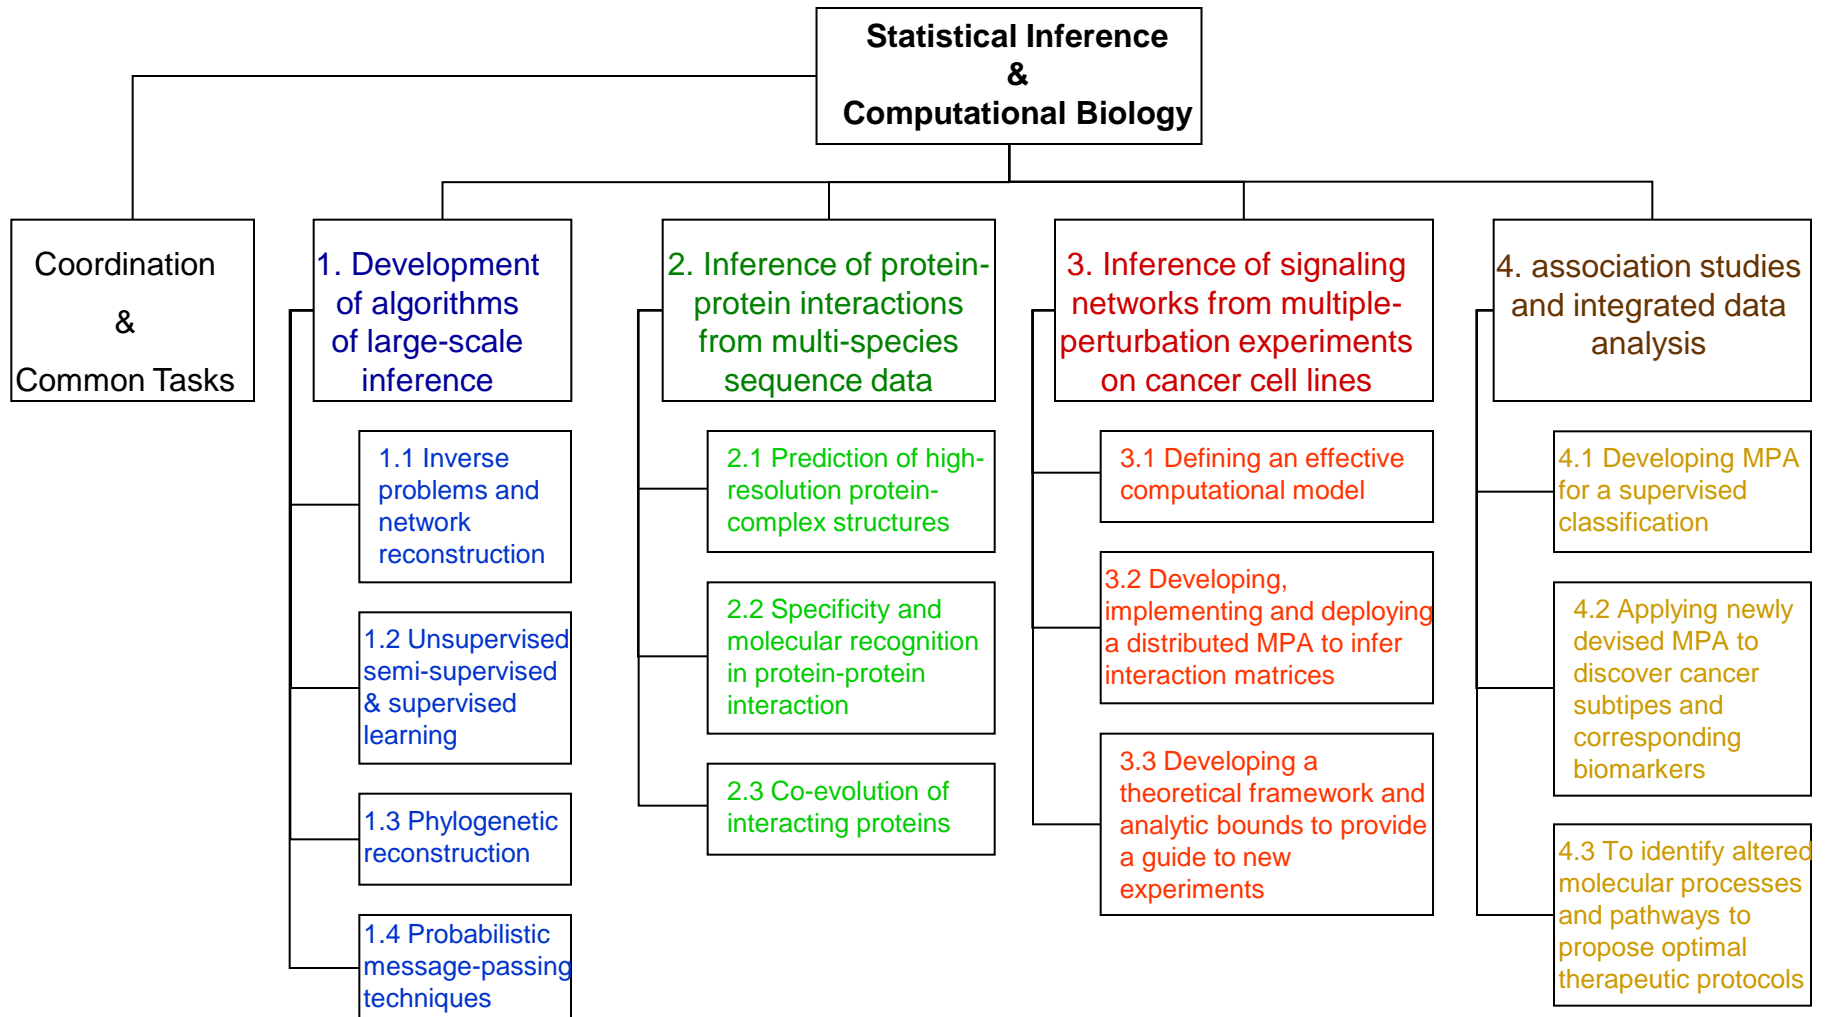 Statistical Inference
&
Computational Biology
Coordination
&
Common Tasks
1. Development
of algorithms
of large-scale
inference
1.1 Inverse
problems and
network
reconstruction
1.2 Unsupervised
semi-supervised
& supervised
learning
1.3 Phylogenetic
reconstruction
1.4 Probabilistic
message-passing
techniques
2. Inference of protein-
protein interactions
from multi-species
sequence data
2.1 Prediction of high-
resolution protein-
complex structures
2.2 Specificity and
molecular recognition
in protein-protein
interaction
2.3 Co-evolution of
interacting proteins
3. Inference of signaling
networks from multiple-
perturbation experiments
on cancer cell lines
3.1 Defining an effective
computational model
3.2 Developing,
implementing and deploying
a distributed MPA to infer
interaction matrices
3.3 Developing a
theoretical framework and
analytic bounds to provide
a guide to new
experiments
4. association studies
and integrated data
analysis
4.1 Developing MPA
for a supervised
classification
4.2 Applying newly
devised MPA to
discover cancer
subtipes and
corresponding
biomarkers
4.3 To identify altered
molecular processes
and pathways to
propose optimal
therapeutic protocols